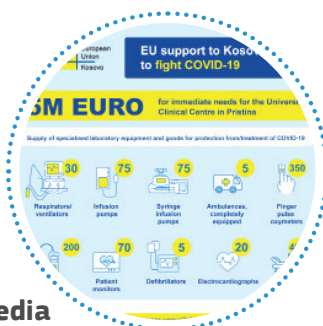 European
Union
Kosovo
EU support to Koso
to fight COVID-19
5M EURO
for immediate needs for the Univers
Clinical Centre in Pristina
Supply of specialised laboratory equipment and goods for protection from/treatment of COVID-19
30
75
75
5
350
Respirators/
ventilators
Infusion
pumps
Syringe
infusion
pumps
Ambulances,
completely
equipped
Finger
pulse
oxymeters
200
70
5
20
4
Patient
monitors
Defibrillators
Electrocardiographs
edia